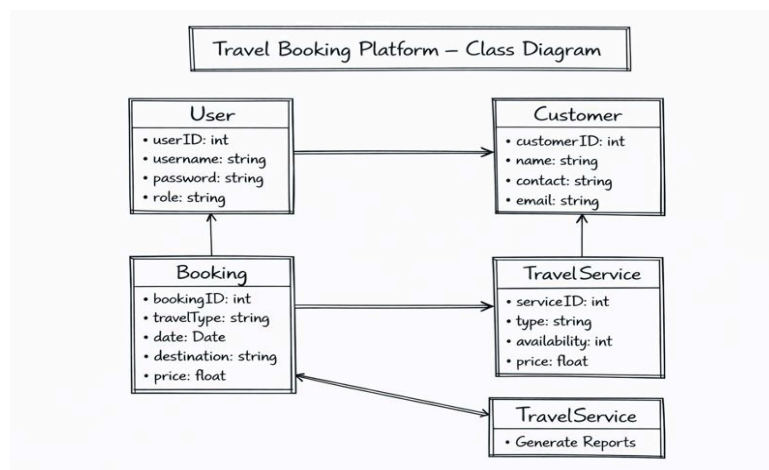 Travel Booking Platform – Class Diagram
User
• userID: int
• username: string
• password: string
• role: string
Customer
• customerID: int
• name: string
• contact: string
• email: string
Booking
• bookingID: int
• travelType: string
• date: Date
• destination: string
• price: float
Travel Service
• serviceID: int
• type: string
• availability: int
• price: float
TravelService
• Generate Reports